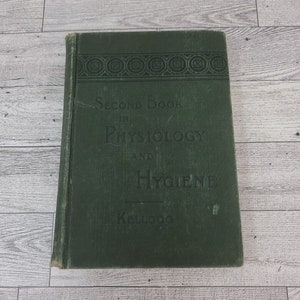 Second Book
in
Physiology
and
Hygiene
Kellogg